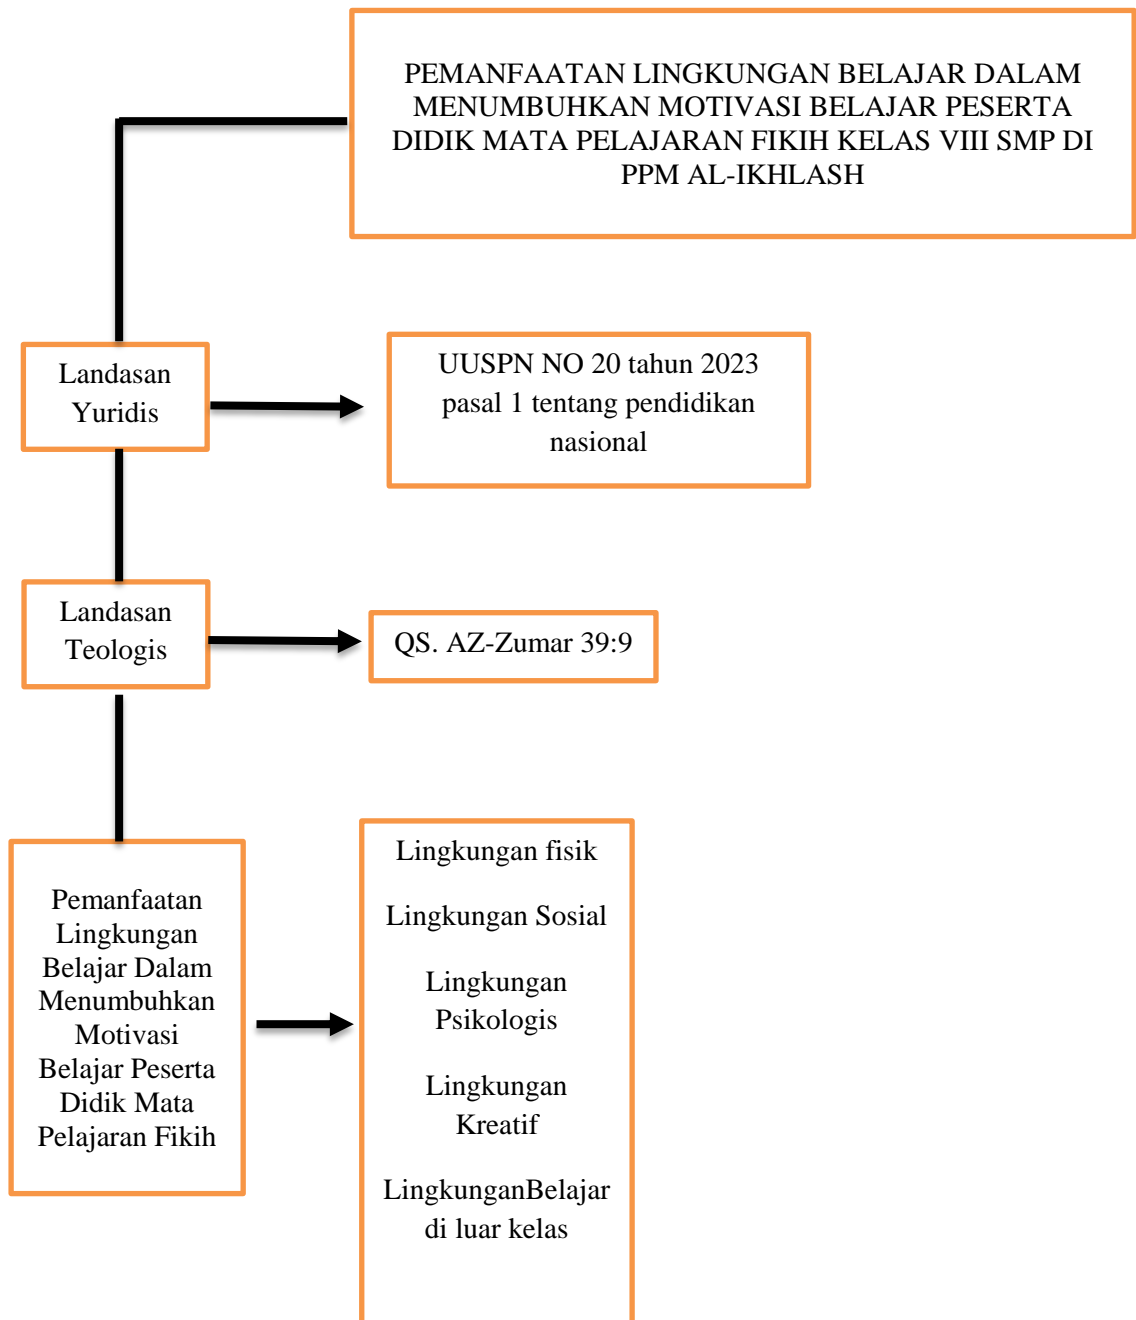 PEMANFAATAN LINGKUNGAN BELAJAR DALAM
MENUMBUHKAN MOTIVASI BELAJAR PESERTA
DIDIK MATA PELAJARAN FIKIH KELAS VIII SMP DI
PPM AL-IKHLASH
Landasan
Yuridis
UUSPN NO 20 tahun 2023
pasal 1 tentang pendidikan
nasional
Landasan
Teologis
QS. AZ-Zumar 39:9
Pemanfaatan
Lingkungan
Belajar Dalam
Menumbuhkan
Motivasi
Belajar Peserta
Didik Mata
Pelajaran Fikih
Lingkungan fisik
Lingkungan Sosial
Lingkungan
Psikologis
Lingkungan
Kreatif
LingkunganBelajar
di luar kelas